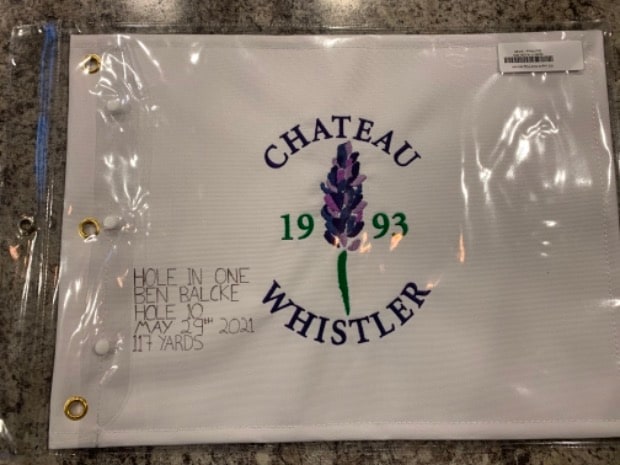 CHATEAU
19 93
WHISTLER
HOLE IN ONE
BEN BALCKE
HOLE 10
MAY 29TH 2021
117 YARDS